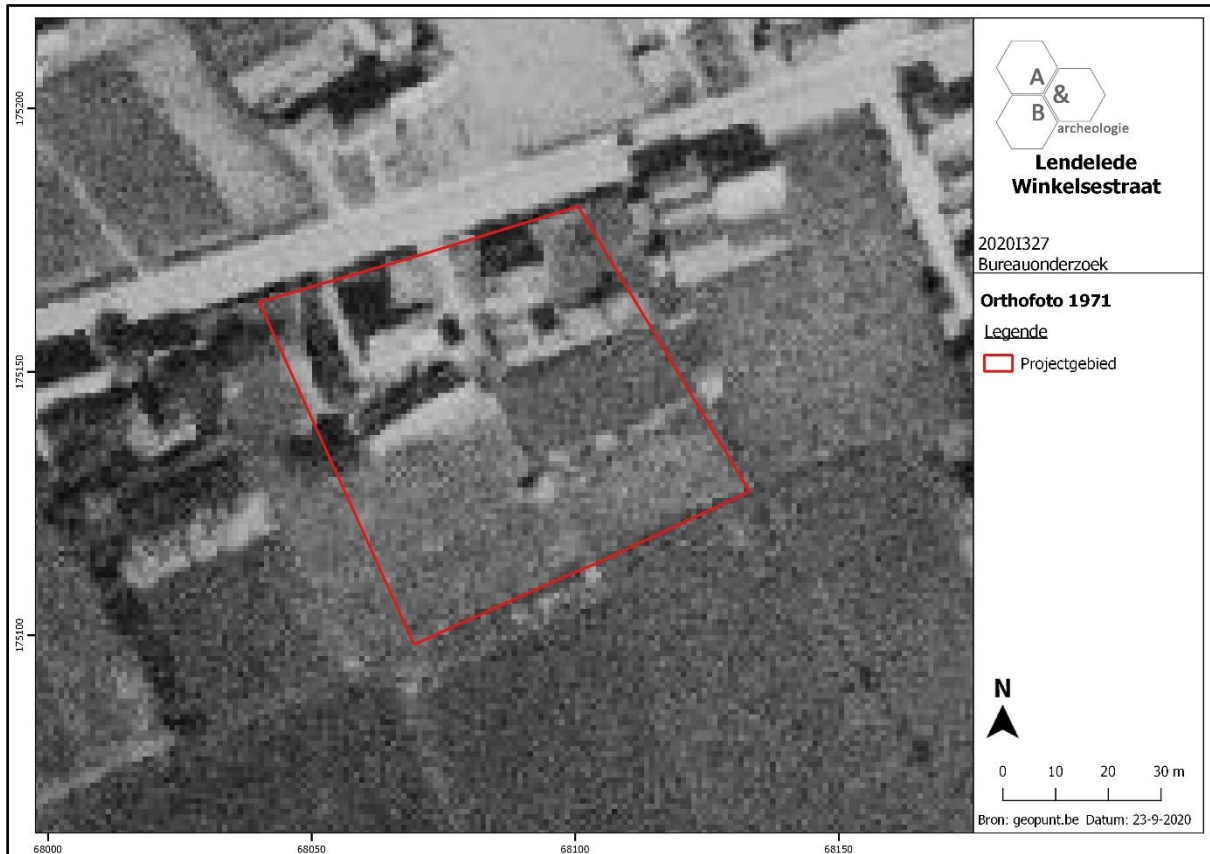 A
&
B
archeologie
Lendelede
Winkelsestraat
2020I327
Bureauonderzoek
Orthofoto 1971
Legende
Projectgebied
N
0 10 20 30 m
Bron: geopunt.be Datum: 23-9-2020
175200
175150
175100
68000 68050 68100 68150